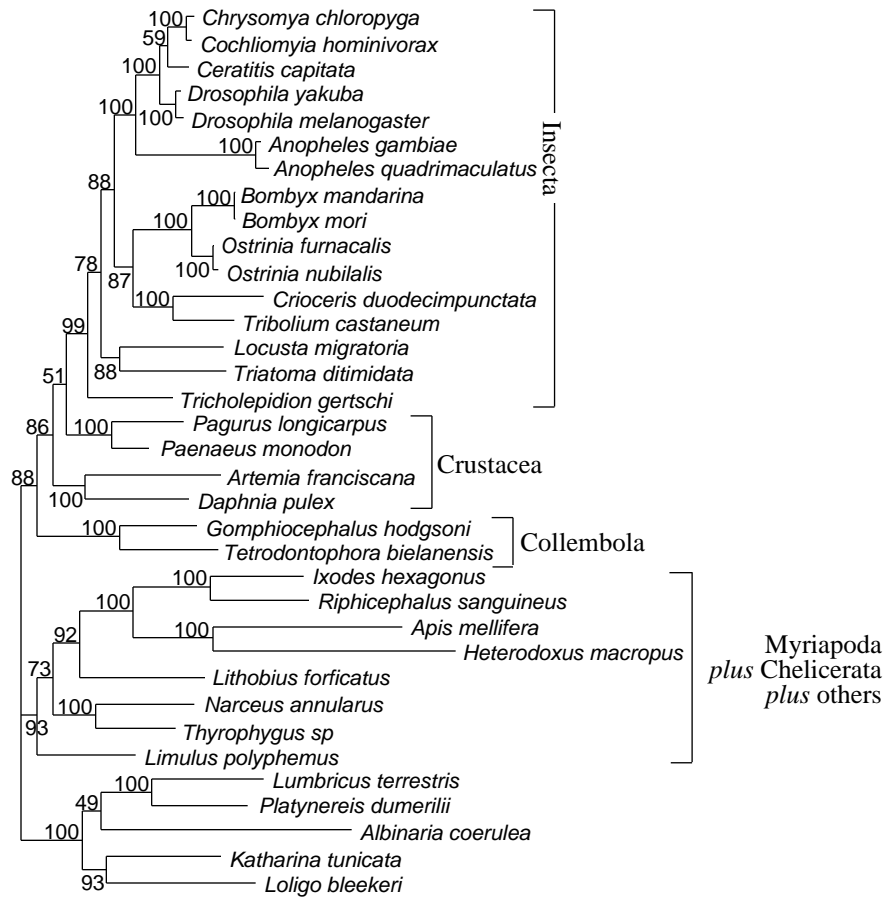 100 Chrysomya chloropyga
59 Cochliomyia hominivorax
100 Ceratitis capitata
Drosophila yakuba
100 100 Drosophila melanogaster
Anopheles gambiae
100 Anopheles quadrimaculatus
Insecta
88
Bombyx mandarina
100 100 Bombyx mori
Ostrinia furnacalis
100 Ostrinia nubilalis
78 87
Crioceris duodecimpunctata
100 Tribolium castaneum
99
Locusta migratoria
88 Triatoma ditimidata
51
Tricholepidion gertschi
Pagurus longicarpus
86 100 Paenaeus monodon
Crustacea
Artemia franciscana
88 100 Daphnia pulex
Gomphiocephalus hodgsoni
100 Tetrodontophora bielanensis
Collembola
Ixodes hexagonus
100 Riphicephalus sanguineus
100
Apis mellifera
100 Heterodoxus macropus
92
Myriapoda
plus Chelicerata
plus others
73 Lithobius forficatus
Narceus annularus
93 100 Thyrophygus sp
Limulus polyphemus
Lumbricus terrestris
100 Platynereis dumerilii
49
Albinaria coerulea
100
Katharina tunicata
93 Loligo bleekeri